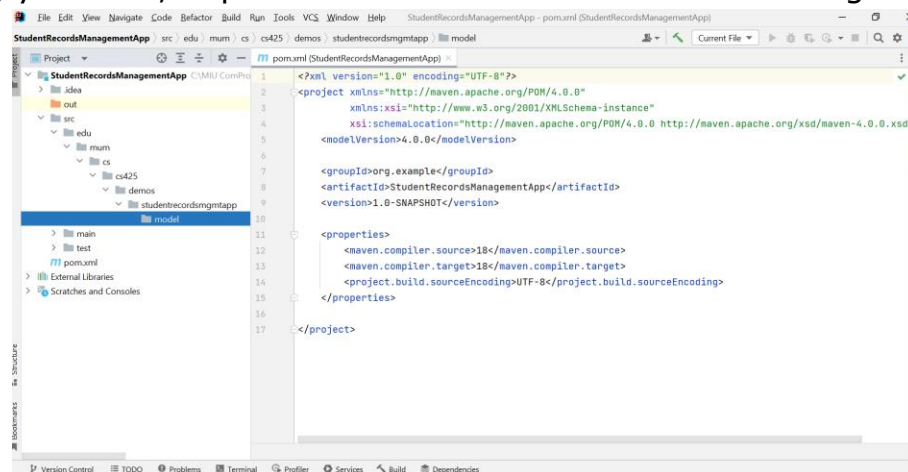 File Edit View Navigate Code Refactor Build Run Tools VCS Window Help StudentRecordsManagementApp - pom.xml (StudentRecordsManagementApp)
StudentRecordsManagementApp src edu mum cs cs425 demos studentrecordsmgmtapp model Current File
Project pom.xml (StudentRecordsManagementApp)
StudentRecordsManagementApp C:\MIU ComPro
.idea
out
src
edu
mum
cs
cs425
demos
studentrecordsmgmtapp
model
main
test
pom.xml
External Libraries
Scratches and Consoles
1 <?xml version="1.0" encoding="UTF-8"?>
2 <project xmlns="http://maven.apache.org/POM/4.0.0"
3 xmlns:xsi="http://www.w3.org/2001/XMLSchema-instance"
4 xsi:schemaLocation="http://maven.apache.org/POM/4.0.0 http://maven.apache.org/xsd/maven-4.0.0.xsd
5 <modelVersion>4.0.0</modelVersion>
6
7 <groupId>org.example</groupId>
8 <artifactId>StudentRecordsManagementApp</artifactId>
9 <version>1.0-SNAPSHOT</version>
10
11 <properties>
12 <maven.compiler.source>18</maven.compiler.source>
13 <maven.compiler.target>18</maven.compiler.target>
14 <project.build.sourceEncoding>UTF-8</project.build.sourceEncoding>
15 </properties>
16
17 </project>
Project
Structure
Bookmarks
Version Control TODO Problems Terminal Profiler Services Build Dependencies